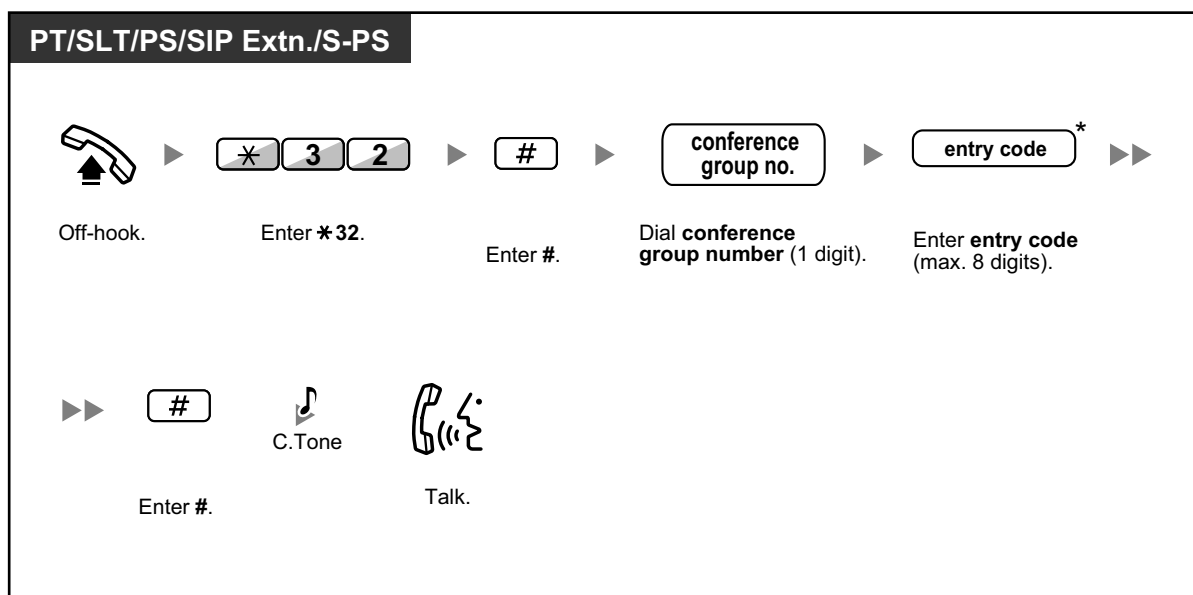 PT/SLT/PS/SIP Extn./S-PS
✳ 3 2
#
conference
group no.
entry code*
Off-hook.
Enter ✳32.
Enter #.
Dial conference
group number (1 digit).
Enter entry code
(max. 8 digits).
#
C.Tone
Enter #.
Talk.